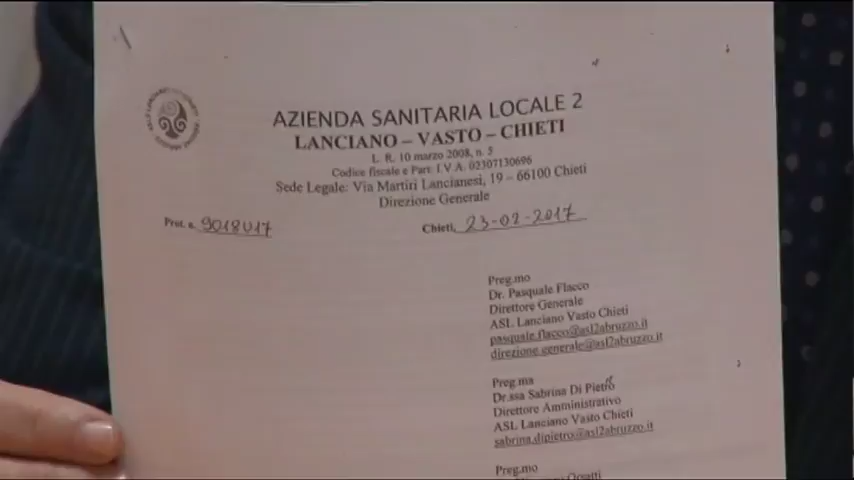 AZIENDA SANITARIA LOCALE 2
LANCIANO – VASTO – CHIETI
L. R. 10 marzo 2008, n. 5
Codice fiscale e Part. I.V.A. 02307130696
Sede Legale: Via Martiri Lancianesi, 19 – 66100 Chieti
Direzione Generale
Prot. n. 9018U17
Chieti, 23-02-2017
Preg.mo
Dr. Pasquale Flacco
Direttore Generale
ASL Lanciano Vasto Chieti
pasquale.flacco@asl2abruzzo.it
direzione.generale@asl2abruzzo.it
Preg.ma
Dr.ssa Sabrina Di Pietro
Direttore Amministrativo
ASL Lanciano Vasto Chieti
sabrina.dipietro@asl2abruzzo.it
Preg.mo